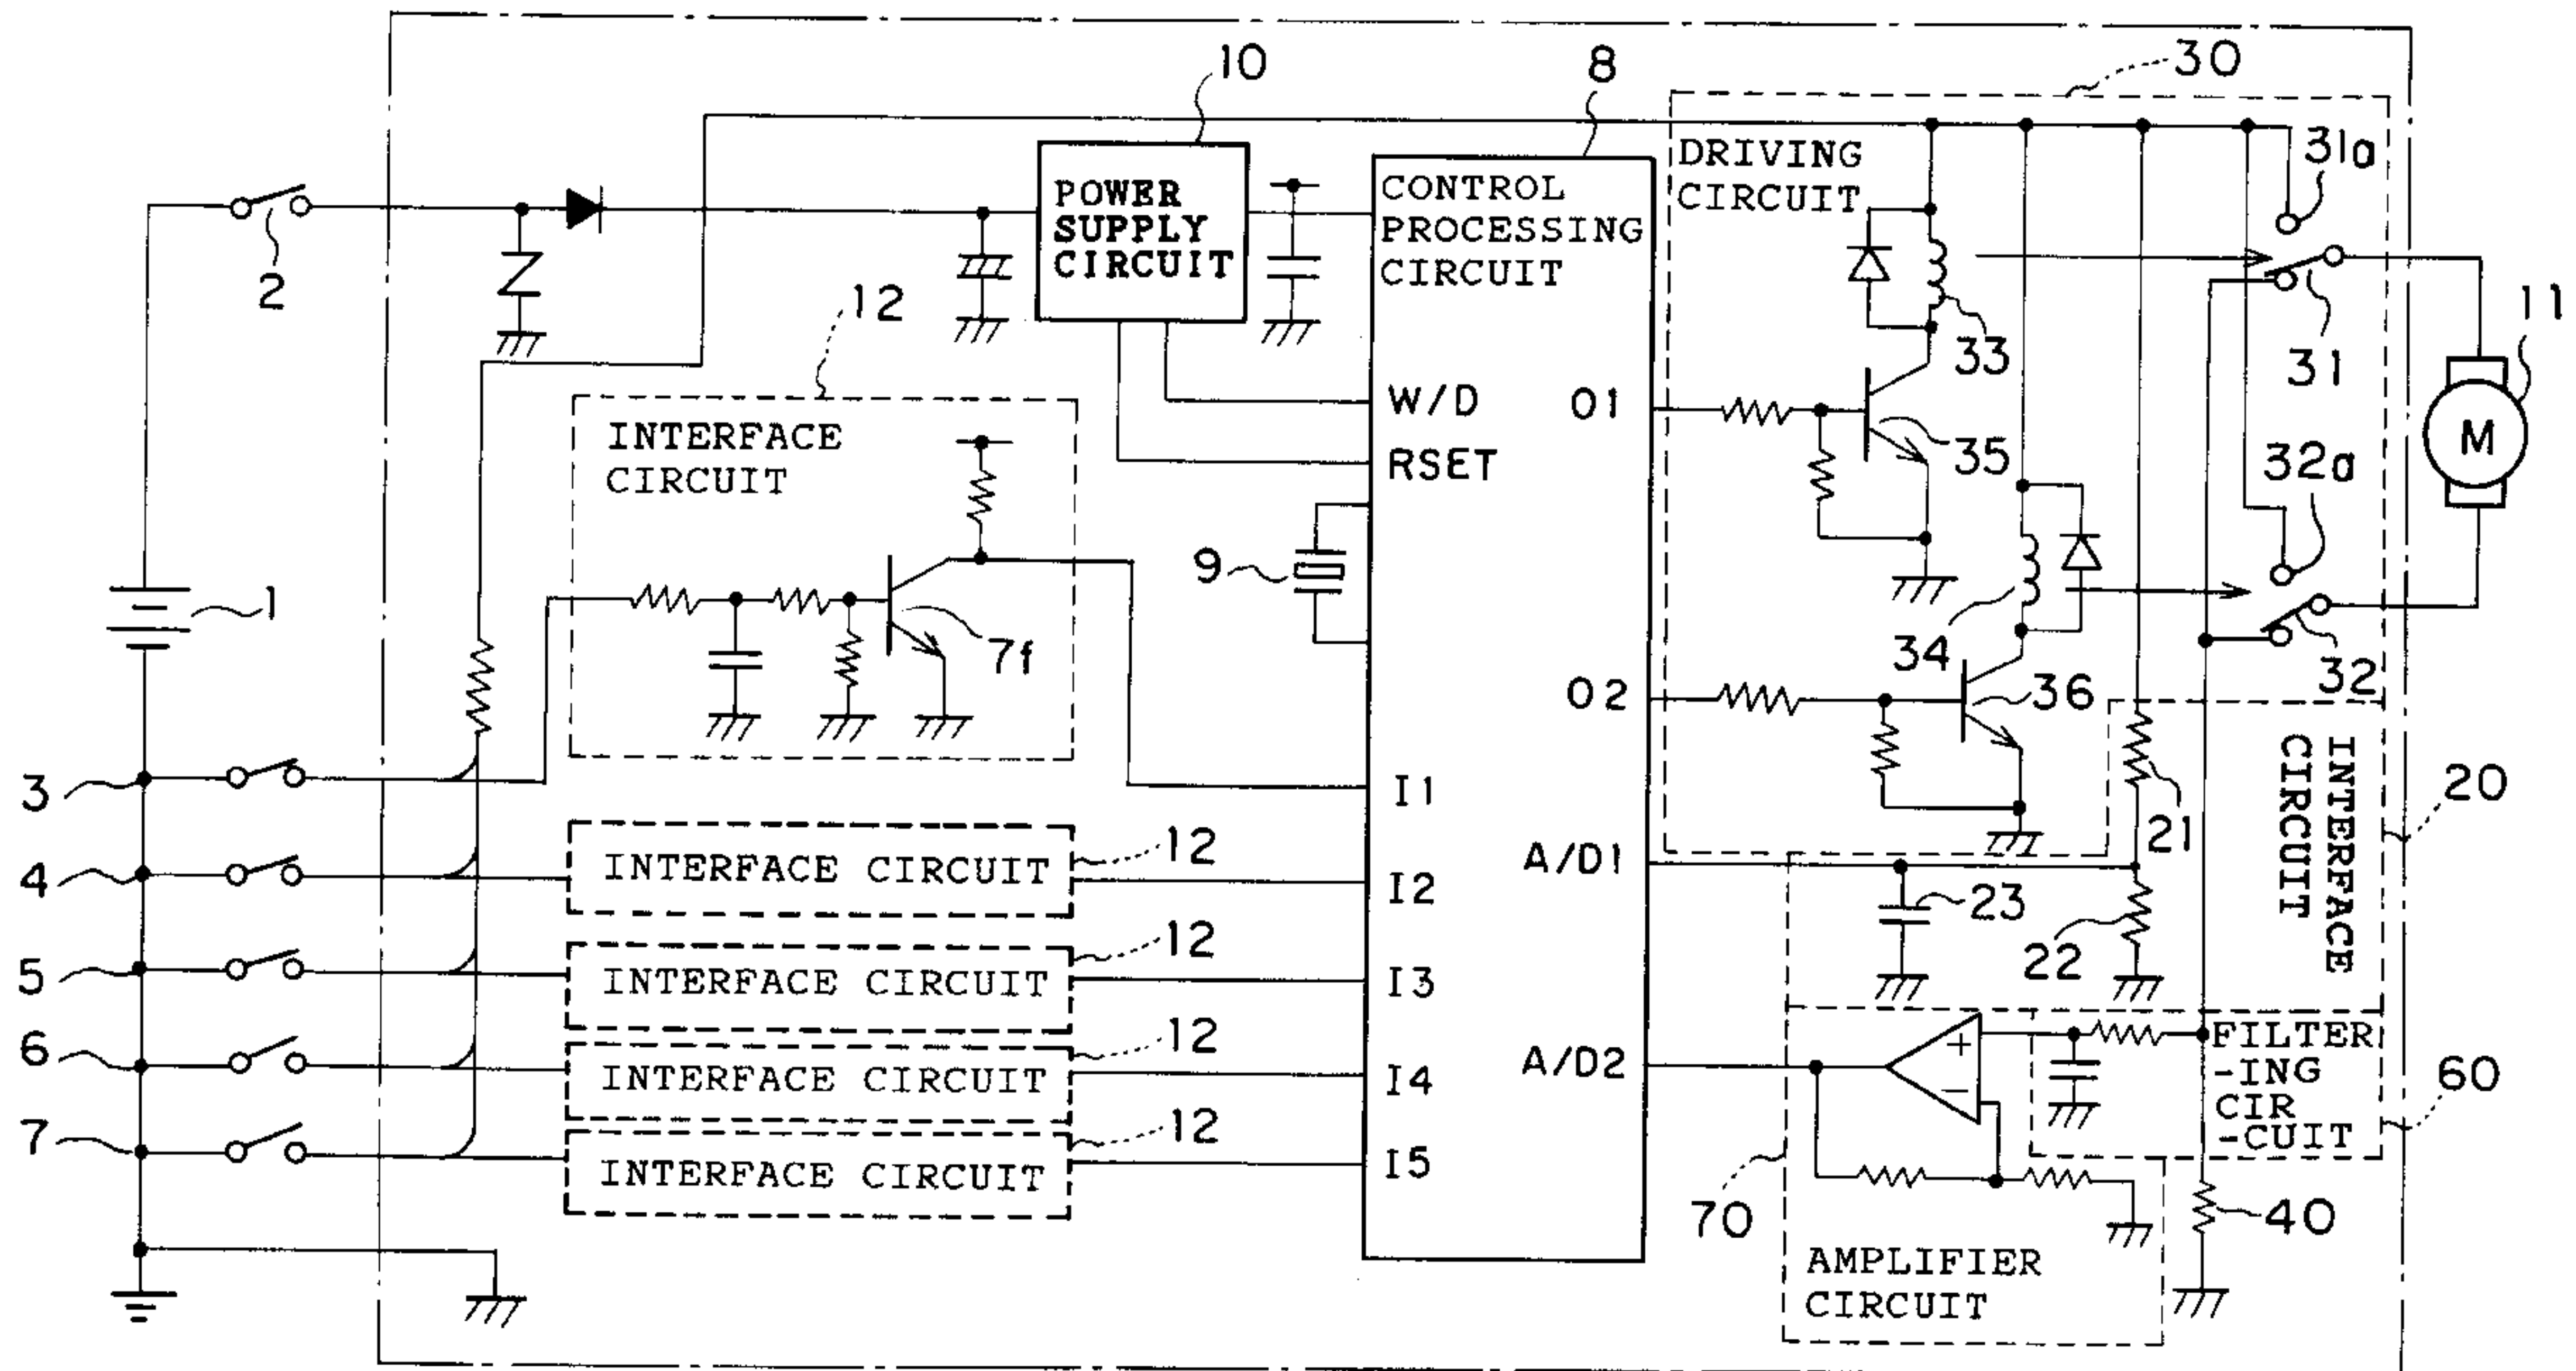 10
8
30
31a
DRIVING
CIRCUIT
POWER
SUPPLY
CIRCUIT
CONTROL
PROCESSING
CIRCUIT
2
12
33
31
11
W/D
RSET
O1
35
32a
M
INTERFACE
CIRCUIT
9
1
7f
34
32
O2
36
3
I1
21
20
INTERFACE
CIRCUIT
4
INTERFACE CIRCUIT
12
I2
A/D1
23
22
5
INTERFACE CIRCUIT
12
I3
6
INTERFACE CIRCUIT
12
I4
A/D2
+
−
FILTER
-ING
CIR
-CUIT
60
7
INTERFACE CIRCUIT
12
I5
70
40
AMPLIFIER
CIRCUIT